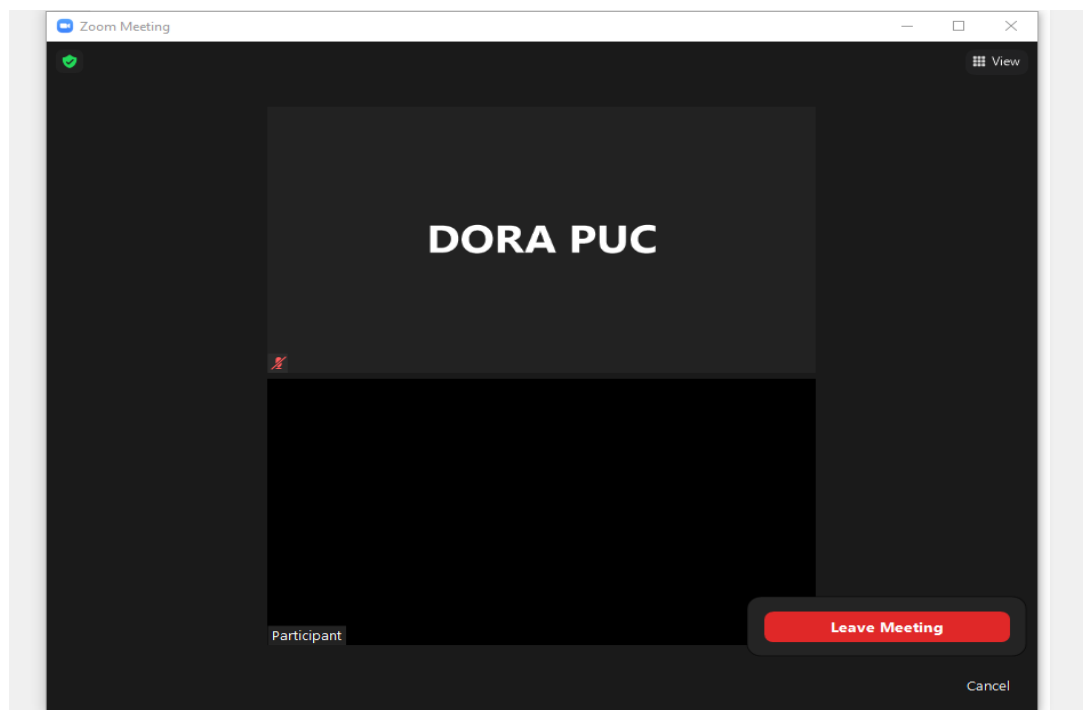 Zoom Meeting
View
DORA PUC
Participant
Leave Meeting
Cancel